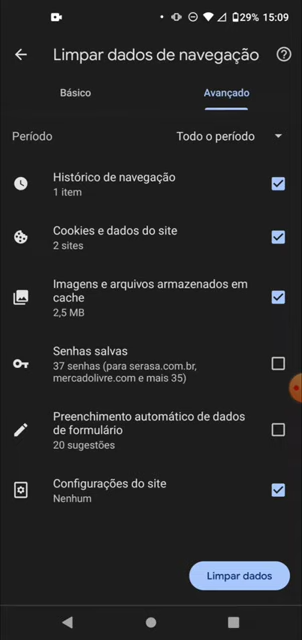 29% 15:09
Limpar dados de navegação
Básico
Avançado
Período
Todo o período
Histórico de navegação
1 item
Cookies e dados do site
2 sites
Imagens e arquivos armazenados em
cache
2,5 MB
Senhas salvas
37 senhas (para serasa.com.br,
mercadolivre.com e mais 35)
Preenchimento automático de dados
de formulário
20 sugestões
Configurações do site
Nenhum
Limpar dados